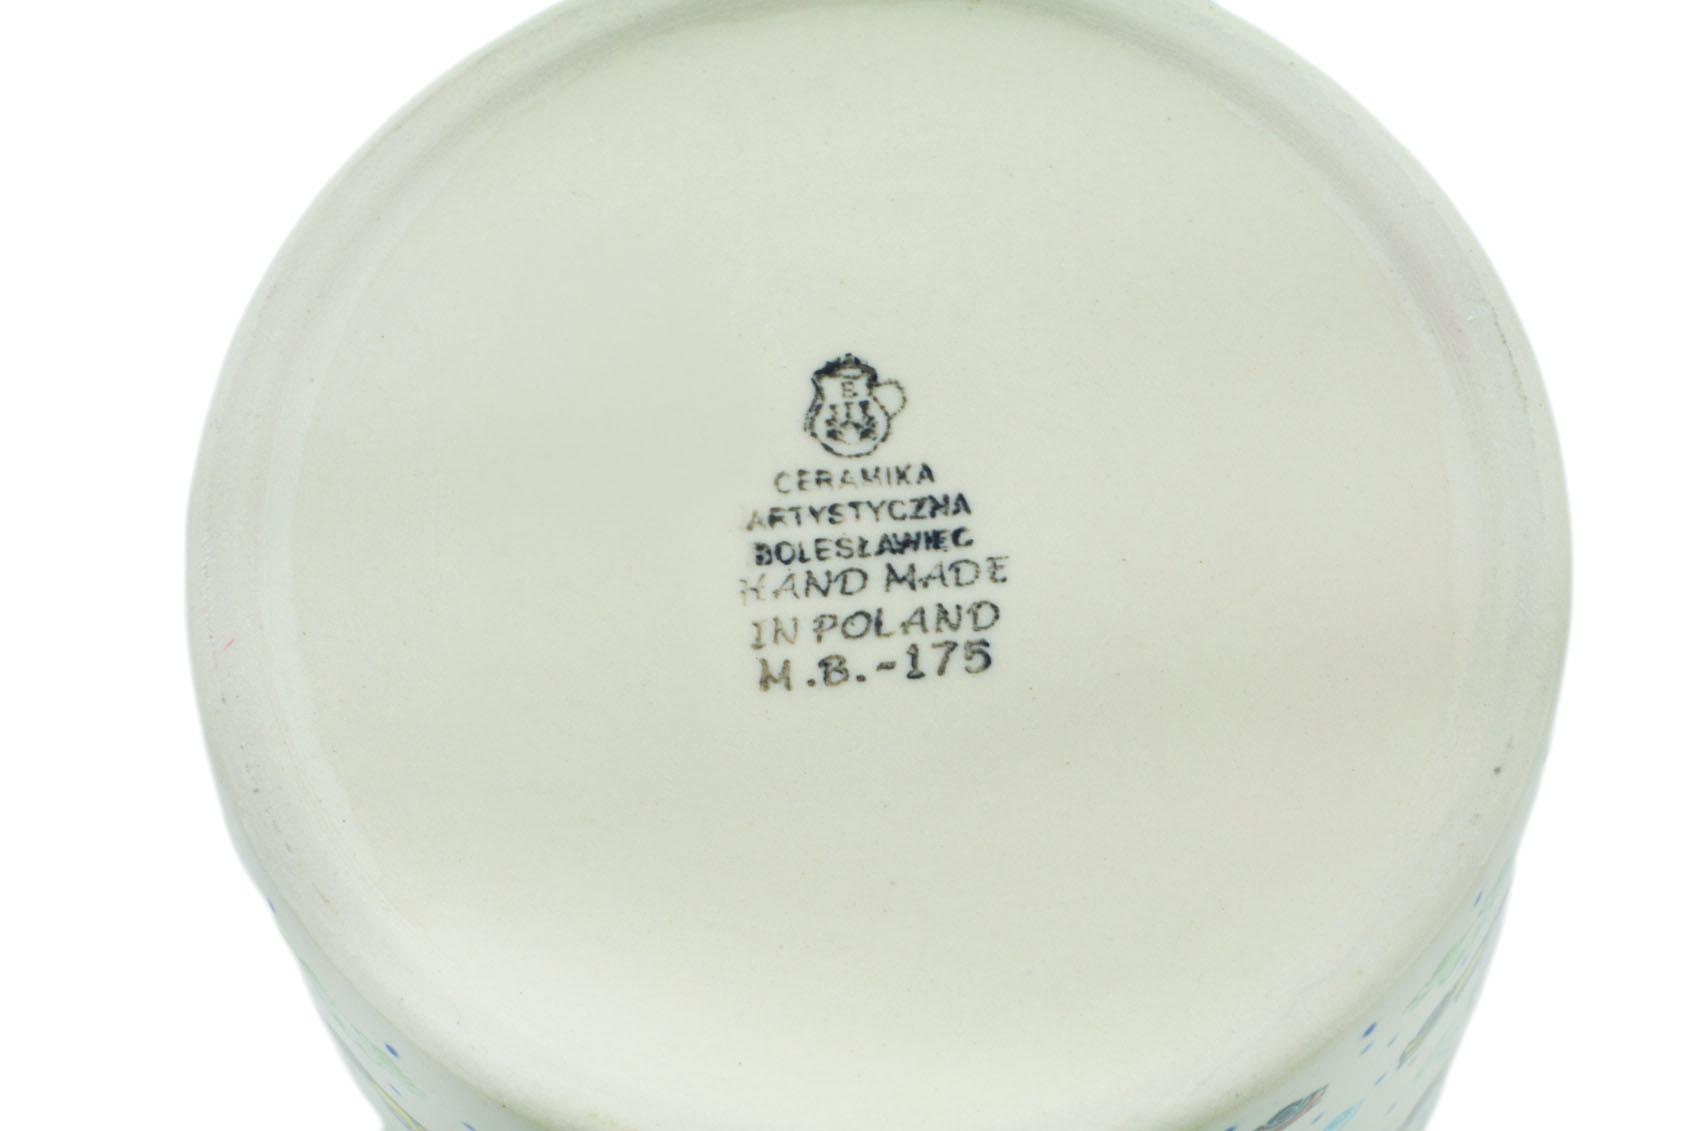 B
CERAMIKA
ARTYSTYCZNA
BOLESŁAWIEC
HAND MADE
IN POLAND
M.B.-175